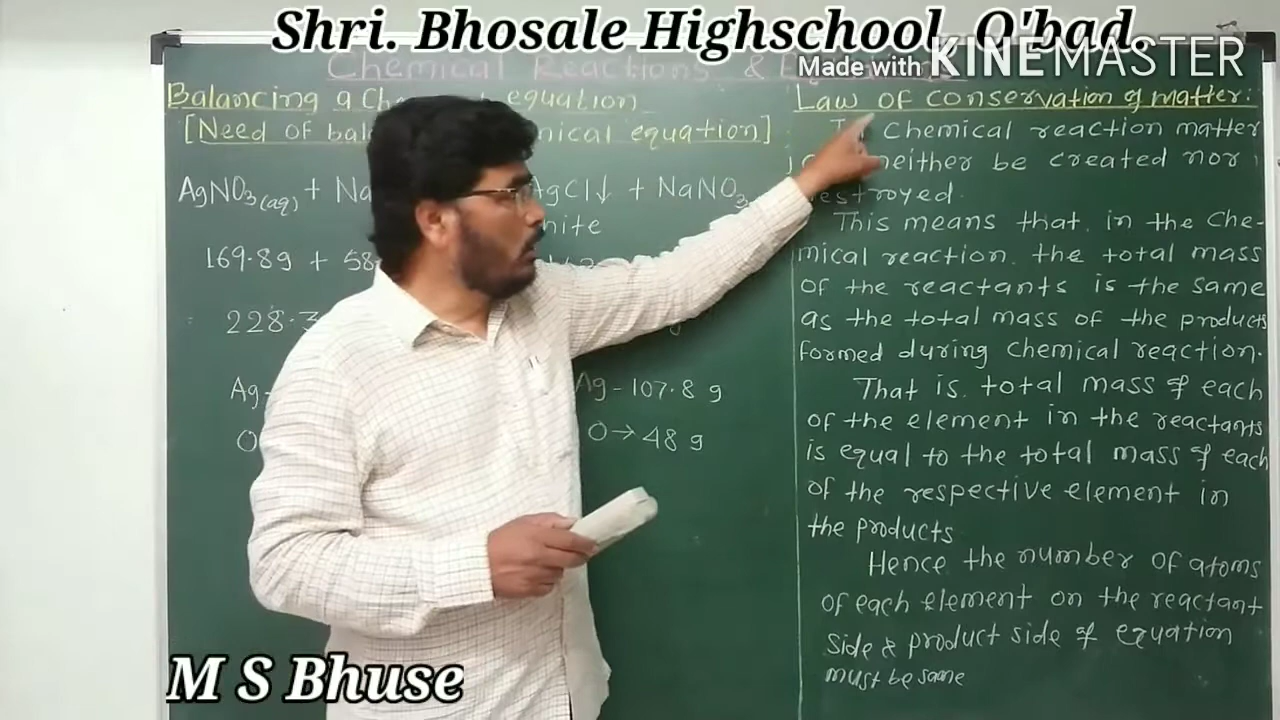 Shri. Bhosale Highschool, O'bad
Made with KINEMASTER
Chemical Reactions &
Balancing a Ch equation
[Need of bal mical equation]
AgNO3(aq) + Na AgCl↓ + NaNO3
169.8g + 58
228.3
Ag- Ag - 107.8 g
O O → 48 g
Law of conservation of matter:
Chemical reaction matter
neither be created nor
destroyed.
This means that, in the Che-
mical reaction. the total mass
of the reactants is the same
as the total mass of the products
formed during chemical reaction.
That is, total mass of each
of the element in the reactants
is equal to the total mass of each
of the respective element in
the products
Hence the number of atoms
of each element on the reactant
side & product side of equation
must be same
M S Bhuse